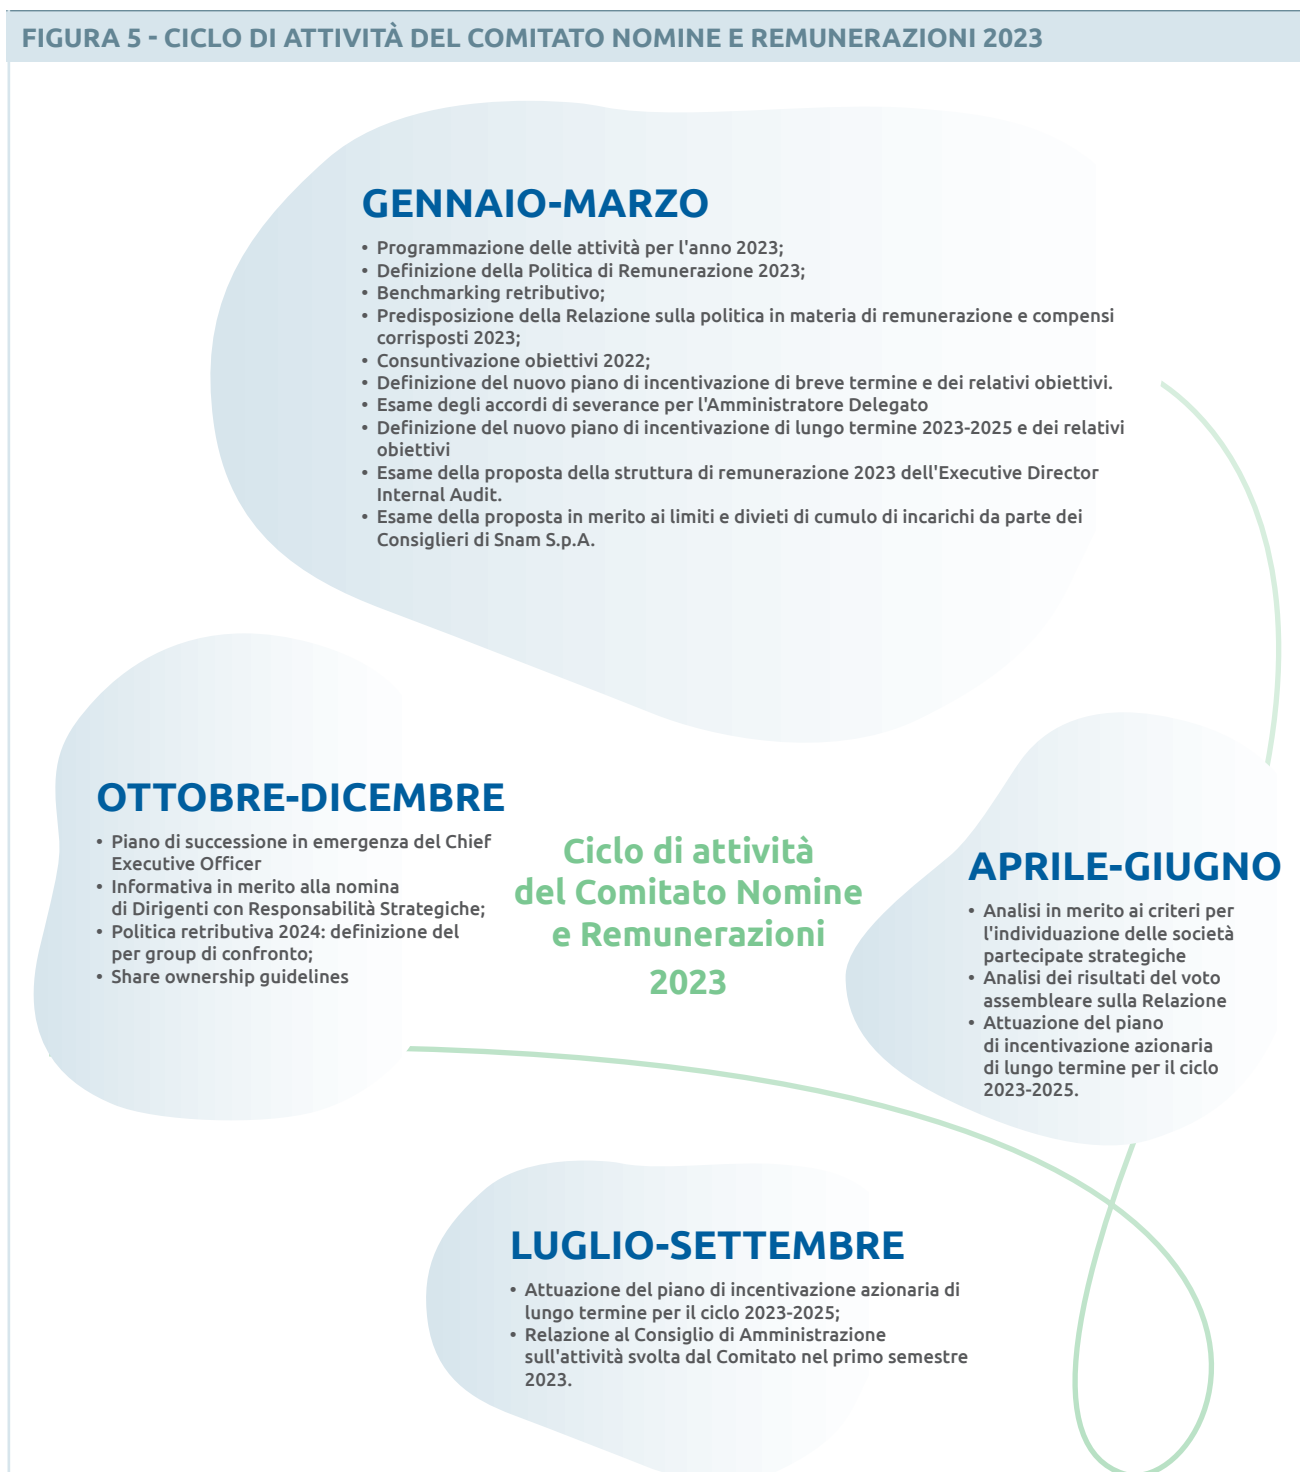 FIGURA 5 - CICLO DI ATTIVITÀ DEL COMITATO NOMINE E REMUNERAZIONI 2023
GENNAIO-MARZO
• Programmazione delle attività per l'anno 2023;
• Definizione della Politica di Remunerazione 2023;
• Benchmarking retributivo;
• Predisposizione della Relazione sulla politica in materia di remunerazione e compensi
corrisposti 2023;
• Consuntivazione obiettivi 2022;
• Definizione del nuovo piano di incentivazione di breve termine e dei relativi obiettivi.
• Esame degli accordi di severance per l'Amministratore Delegato
• Definizione del nuovo piano di incentivazione di lungo termine 2023-2025 e dei relativi
obiettivi
• Esame della proposta della struttura di remunerazione 2023 dell'Executive Director
Internal Audit.
• Esame della proposta in merito ai limiti e divieti di cumulo di incarichi da parte dei
Consiglieri di Snam S.p.A.
OTTOBRE-DICEMBRE
• Piano di successione in emergenza del Chief
Executive Officer
• Informativa in merito alla nomina
di Dirigenti con Responsabilità Strategiche;
• Politica retributiva 2024: definizione del
per group di confronto;
• Share ownership guidelines
Ciclo di attività
del Comitato Nomine
e Remunerazioni
2023
APRILE-GIUGNO
• Analisi in merito ai criteri per
l'individuazione delle società
partecipate strategiche
• Analisi dei risultati del voto
assembleare sulla Relazione
• Attuazione del piano
di incentivazione azionaria
di lungo termine per il ciclo
2023-2025.
LUGLIO-SETTEMBRE
• Attuazione del piano di incentivazione azionaria di
lungo termine per il ciclo 2023-2025;
• Relazione al Consiglio di Amministrazione
sull'attività svolta dal Comitato nel primo semestre
2023.